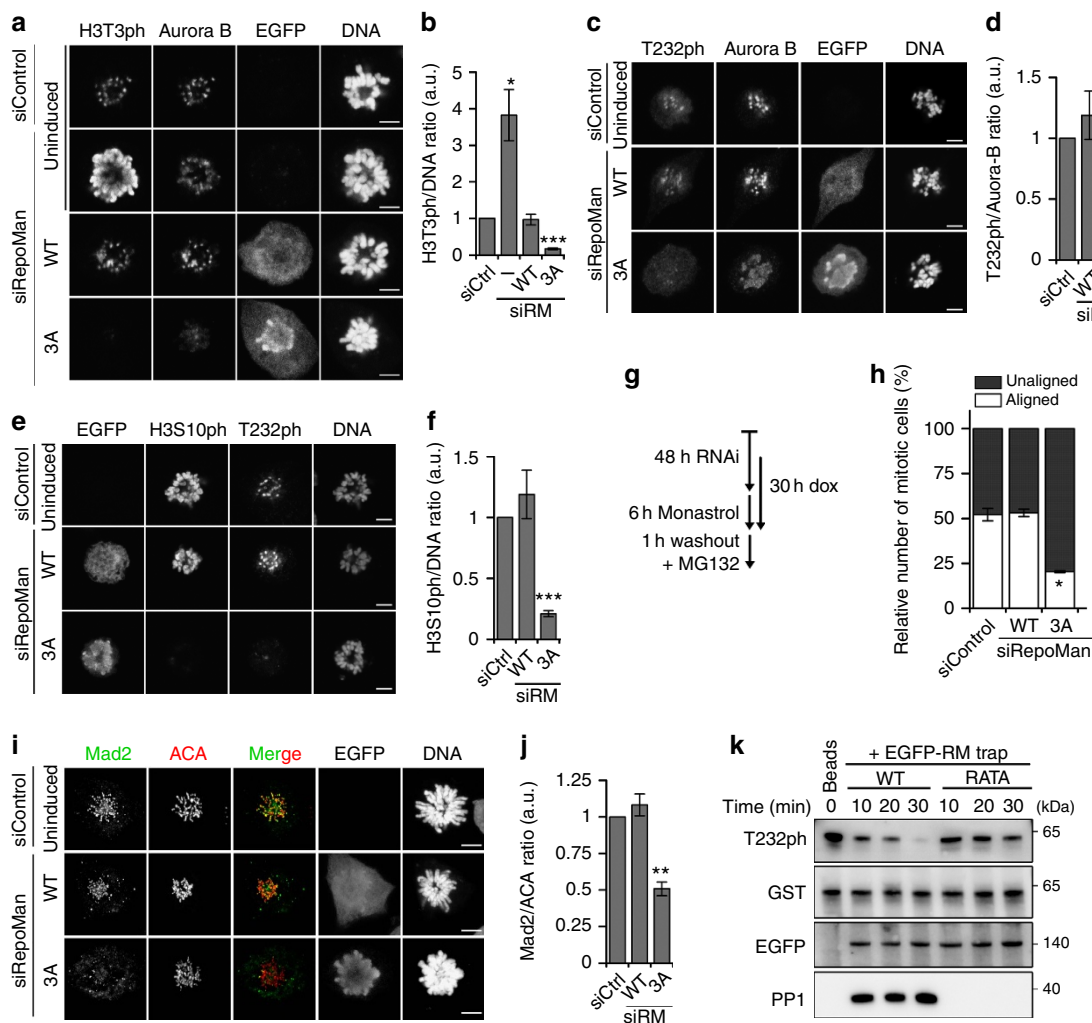 a
H3T3ph Aurora B EGFP DNA
siControl
Uninduced
siRepoMan
WT
3A
b
H3T3ph/DNA ratio (a.u.)
5
4
3
2
1
0
*
***
siCtrl – WT 3A
siRM
c
T232ph Aurora B EGFP DNA
siControl
Uninduced
siRepoMan
WT
3A
d
T232ph/Auora-B ratio (a.u.)
1.5
1
0.5
0
siCtrl WT
e
EGFP H3S10ph T232ph DNA
siControl
Uninduced
siRepoMan
WT
3A
f
H3S10ph/DNA ratio (a.u.)
1.5
1
0.5
0
***
siCtrl WT 3A
siRM
g
48 h RNAi
30 h dox
6 h Monastrol
1 h washout
+ MG132
h
Unaligned
Aligned
Relative number of mitotic cells (%)
100
75
50
25
0
*
siControl WT 3A
siRepoMan
i
Mad2 ACA Merge EGFP DNA
siControl
Uninduced
siRepoMan
WT
3A
j
Mad2/ACA ratio (a.u.)
1.25
1
0.75
0.5
0.25
0
**
siCtrl WT 3A
siRM
k
Beads
+ EGFP-RM trap
WT RATA
Time (min) 0 10 20 30 10 20 30 (kDa)
T232ph 65
GST 65
EGFP 140
PP1 40